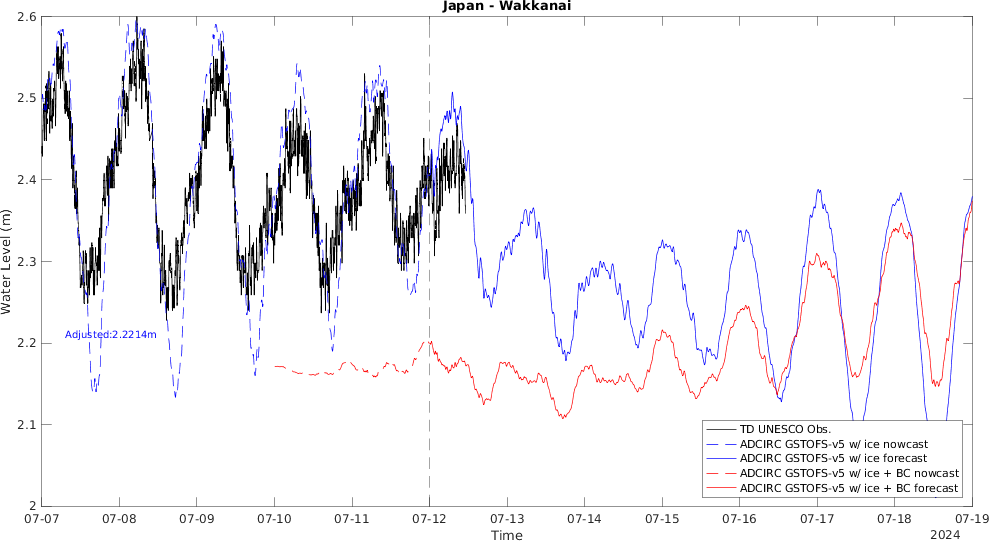 Japan - Wakkanai
2.6
2.5
2.4
2.3
2.2
2.1
2
Water Level (m)
Adjusted:2.2214m
TD UNESCO Obs.
ADCIRC GSTOFS-v5 w/ ice nowcast
ADCIRC GSTOFS-v5 w/ ice forecast
ADCIRC GSTOFS-v5 w/ ice + BC nowcast
ADCIRC GSTOFS-v5 w/ ice + BC forecast
07-07 07-08 07-09 07-10 07-11 07-12 07-13 07-14 07-15 07-16 07-17 07-18 07-19
Time
2024